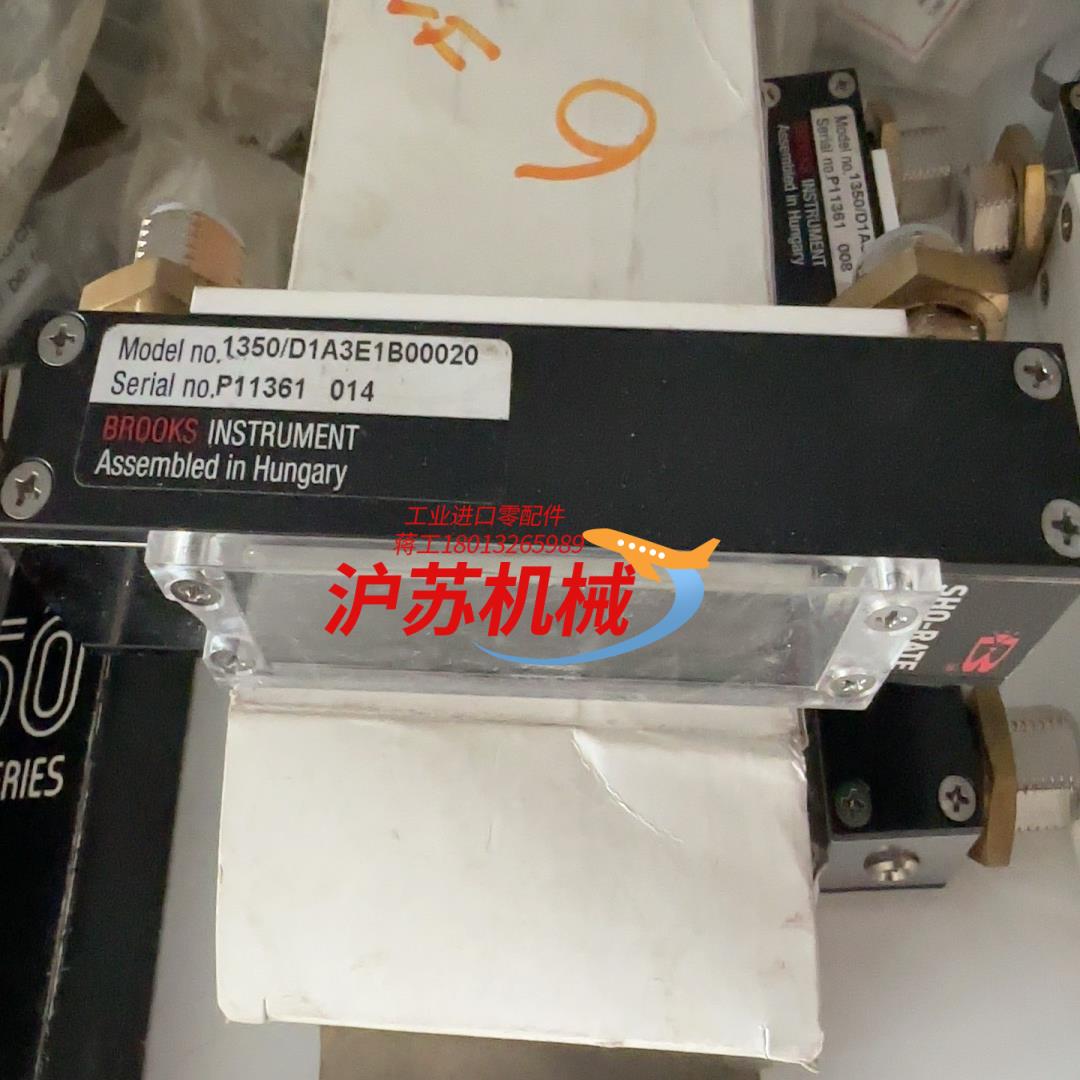 9
Model no. 1350/D1A
Serial no. P11361 008
BROOKS INSTRUMENT
Assembled in Hungary
Model no. 1350/D1A3E1B00020
Serial no. P11361 014
BROOKS INSTRUMENT
Assembled in Hungary
工业进口零配件
蒋工18013265989
沪苏机械
SHO-RATE
B
®
50
ERIES